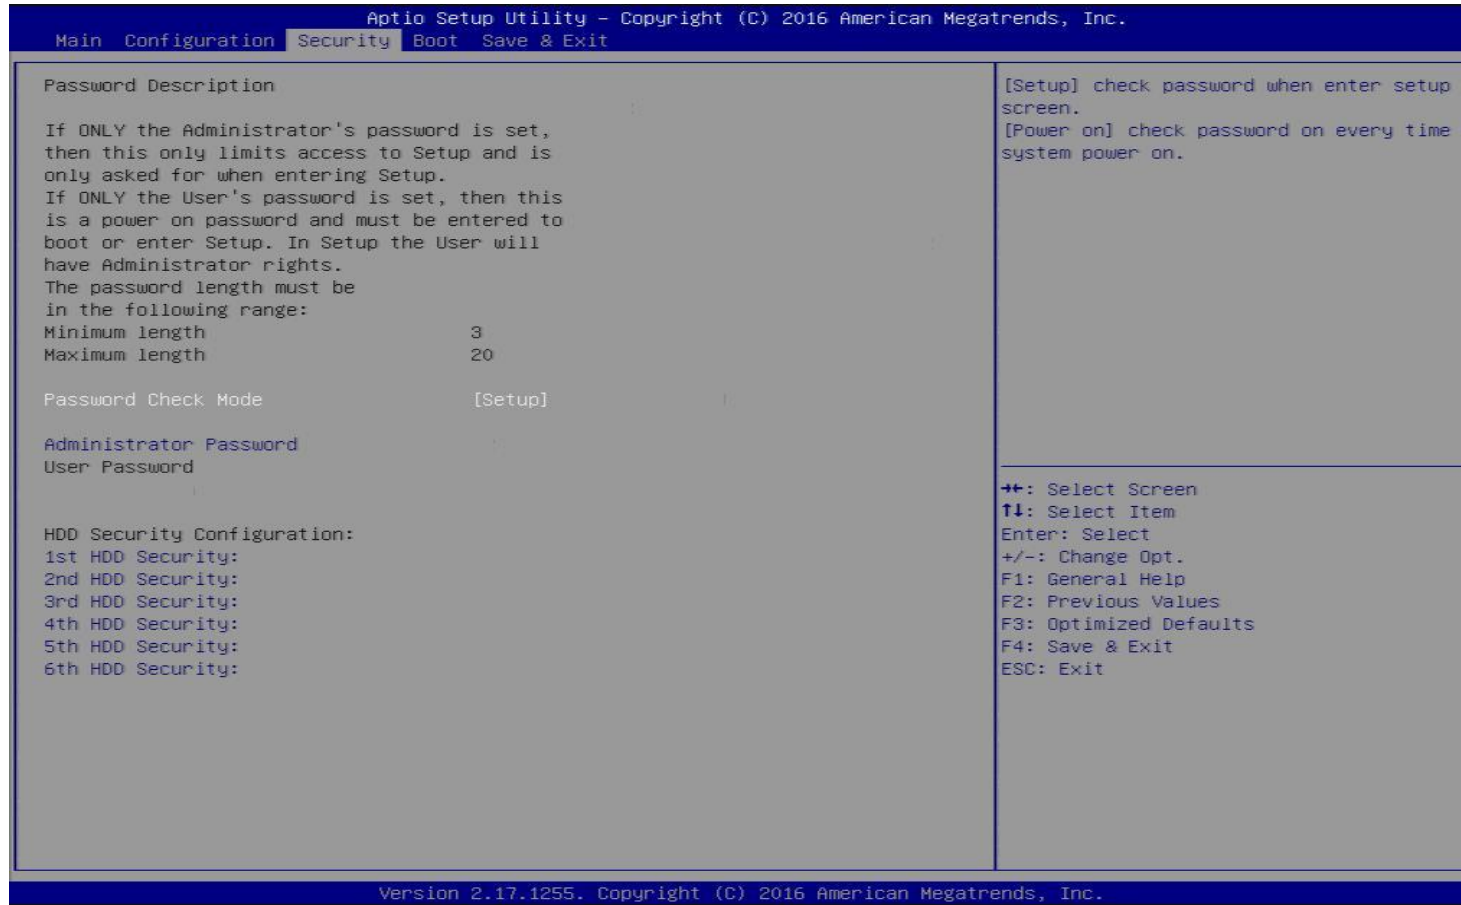 Aptio Setup Utility – Copyright (C) 2016 American Megatrends, Inc.
Main Configuration Security Boot Save & Exit
Password Description
If ONLY the Administrator's password is set,
then this only limits access to Setup and is
only asked for when entering Setup.
If ONLY the User's password is set, then this
is a power on password and must be entered to
boot or enter Setup. In Setup the User will
have Administrator rights.
The password length must be
in the following range:
Minimum length 3
Maximum length 20
Password Check Mode [Setup]
Administrator Password
User Password
HDD Security Configuration:
1st HDD Security:
2nd HDD Security:
3rd HDD Security:
4th HDD Security:
5th HDD Security:
6th HDD Security:
[Setup] check password when enter setup
screen.
[Power on] check password on every time
system power on.
→←: Select Screen
↑↓: Select Item
Enter: Select
+/-: Change Opt.
F1: General Help
F2: Previous Values
F3: Optimized Defaults
F4: Save & Exit
ESC: Exit
Version 2.17.1255. Copyright (C) 2016 American Megatrends, Inc.